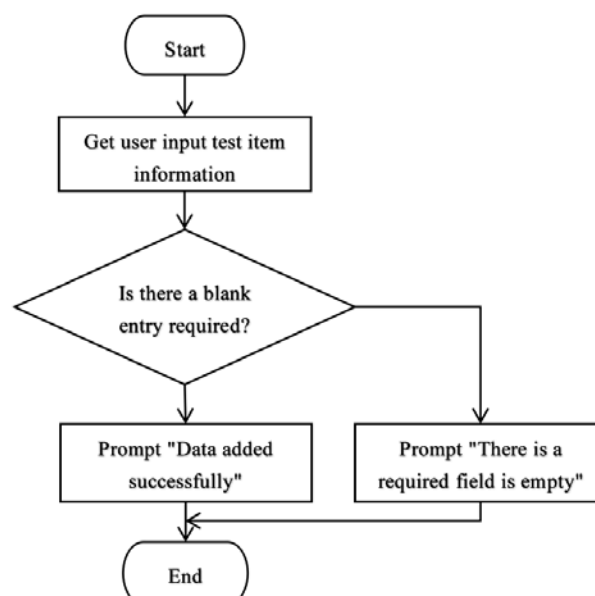 Start
Get user input test item
information
Is there a blank
entry required?
Prompt "Data added
successfully"
Prompt "There is a
required field is empty"
End